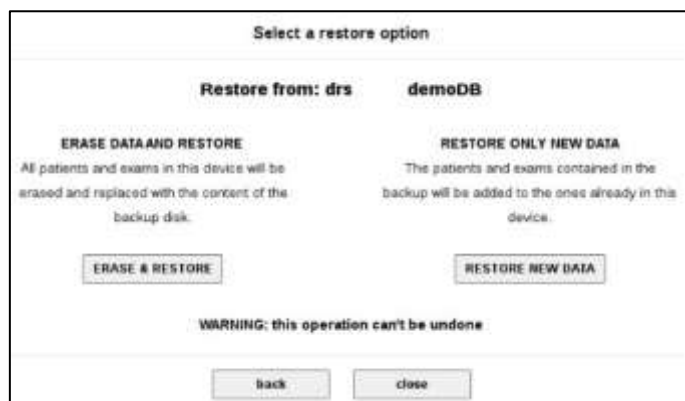 Select a restore option
Restore from: drs demoDB
ERASE DATA AND RESTORE
All patients and exams in this device will be
erased and replaced with the content of the
backup disk.
ERASE & RESTORE
RESTORE ONLY NEW DATA
The patients and exams contained in the
backup will be added to the ones already in this
device.
RESTORE NEW DATA
WARNING: this operation can't be undone
back
close